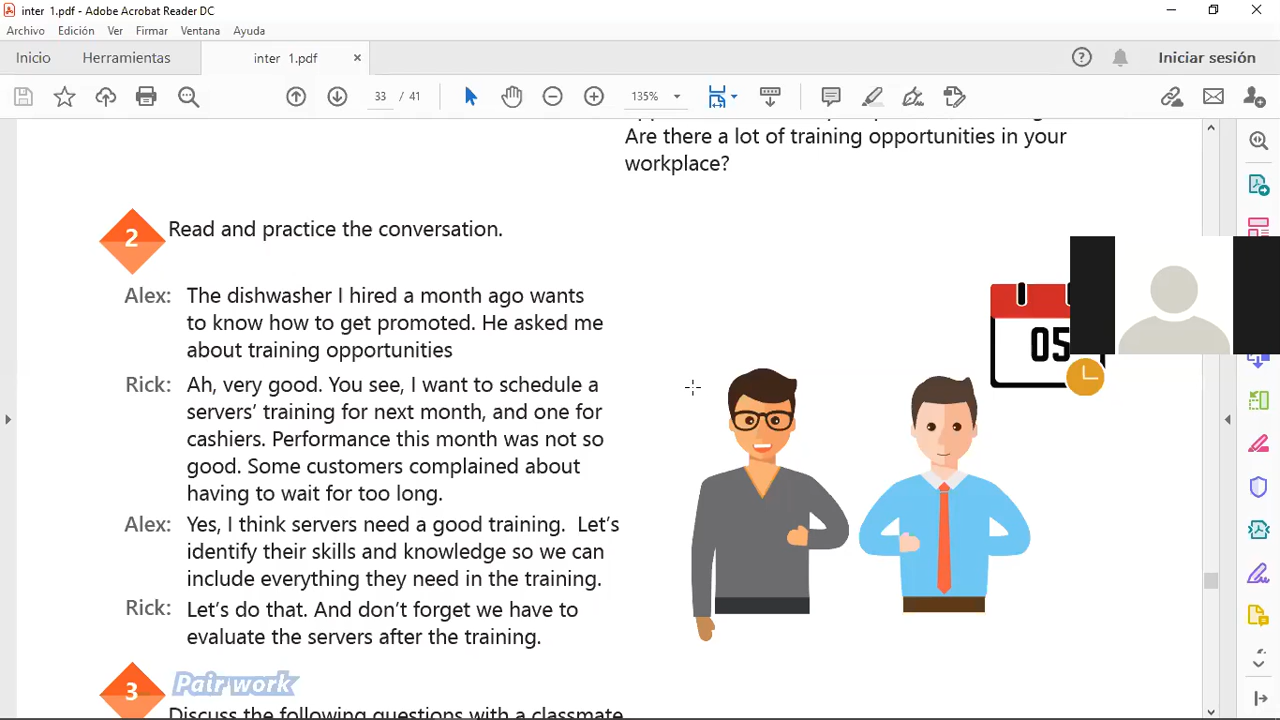 inter 1.pdf - Adobe Acrobat Reader DC
Archivo Edición Ver Firmar Ventana Ayuda
Inicio Herramientas inter 1.pdf × Iniciar sesión
33 / 41 135%
Are there a lot of training opportunities in your
workplace?
2 Read and practice the conversation.
Alex: The dishwasher I hired a month ago wants
to know how to get promoted. He asked me
about training opportunities
Rick: Ah, very good. You see, I want to schedule a
servers’ training for next month, and one for
cashiers. Performance this month was not so
good. Some customers complained about
having to wait for too long.
Alex: Yes, I think servers need a good training. Let’s
identify their skills and knowledge so we can
include everything they need in the training.
Rick: Let’s do that. And don’t forget we have to
evaluate the servers after the training.
05
3 Pair work
Discuss the following questions with a classmate